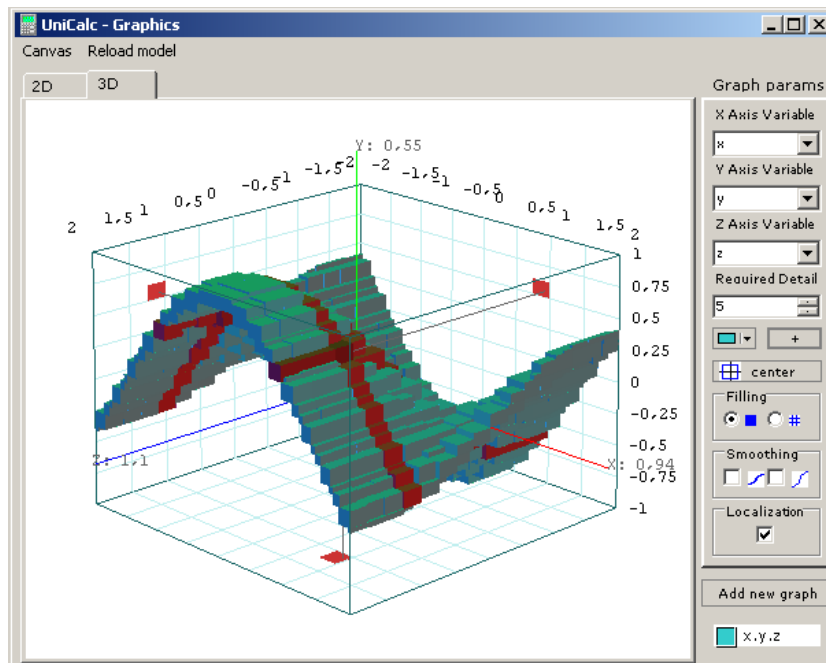 UniCalc - Graphics
Canvas Reload model
2D 3D
Graph params
X Axis Variable
x
Y Axis Variable
y
Z Axis Variable
z
Required Detail
5
+
center
Filling
#
Smoothing
Localization
Add new graph
x.y.z
Y: 0,55
2 1,5 1 0,5 0 -0,5 -1 -1,5 -2
-2 -1,5 -1 -0,5 0 0,5 1 1,5 2
1
0,75
0,5
0,25
0
-0,25
-0,5
-0,75
-1
Z: 1,1
X: 0,94